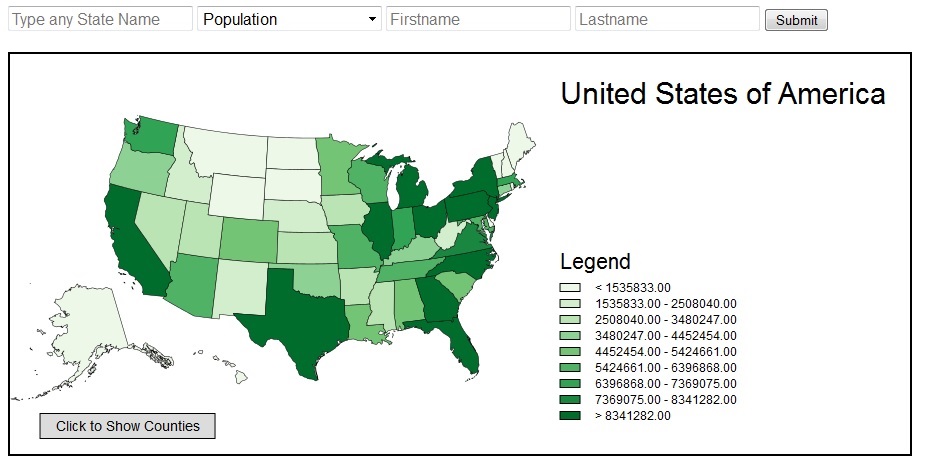 Type any State Name Population Firstname Lastname Submit
United States of America
Legend
< 1535833.00
1535833.00 - 2508040.00
2508040.00 - 3480247.00
3480247.00 - 4452454.00
4452454.00 - 5424661.00
5424661.00 - 6396868.00
6396868.00 - 7369075.00
7369075.00 - 8341282.00
> 8341282.00
Click to Show Counties